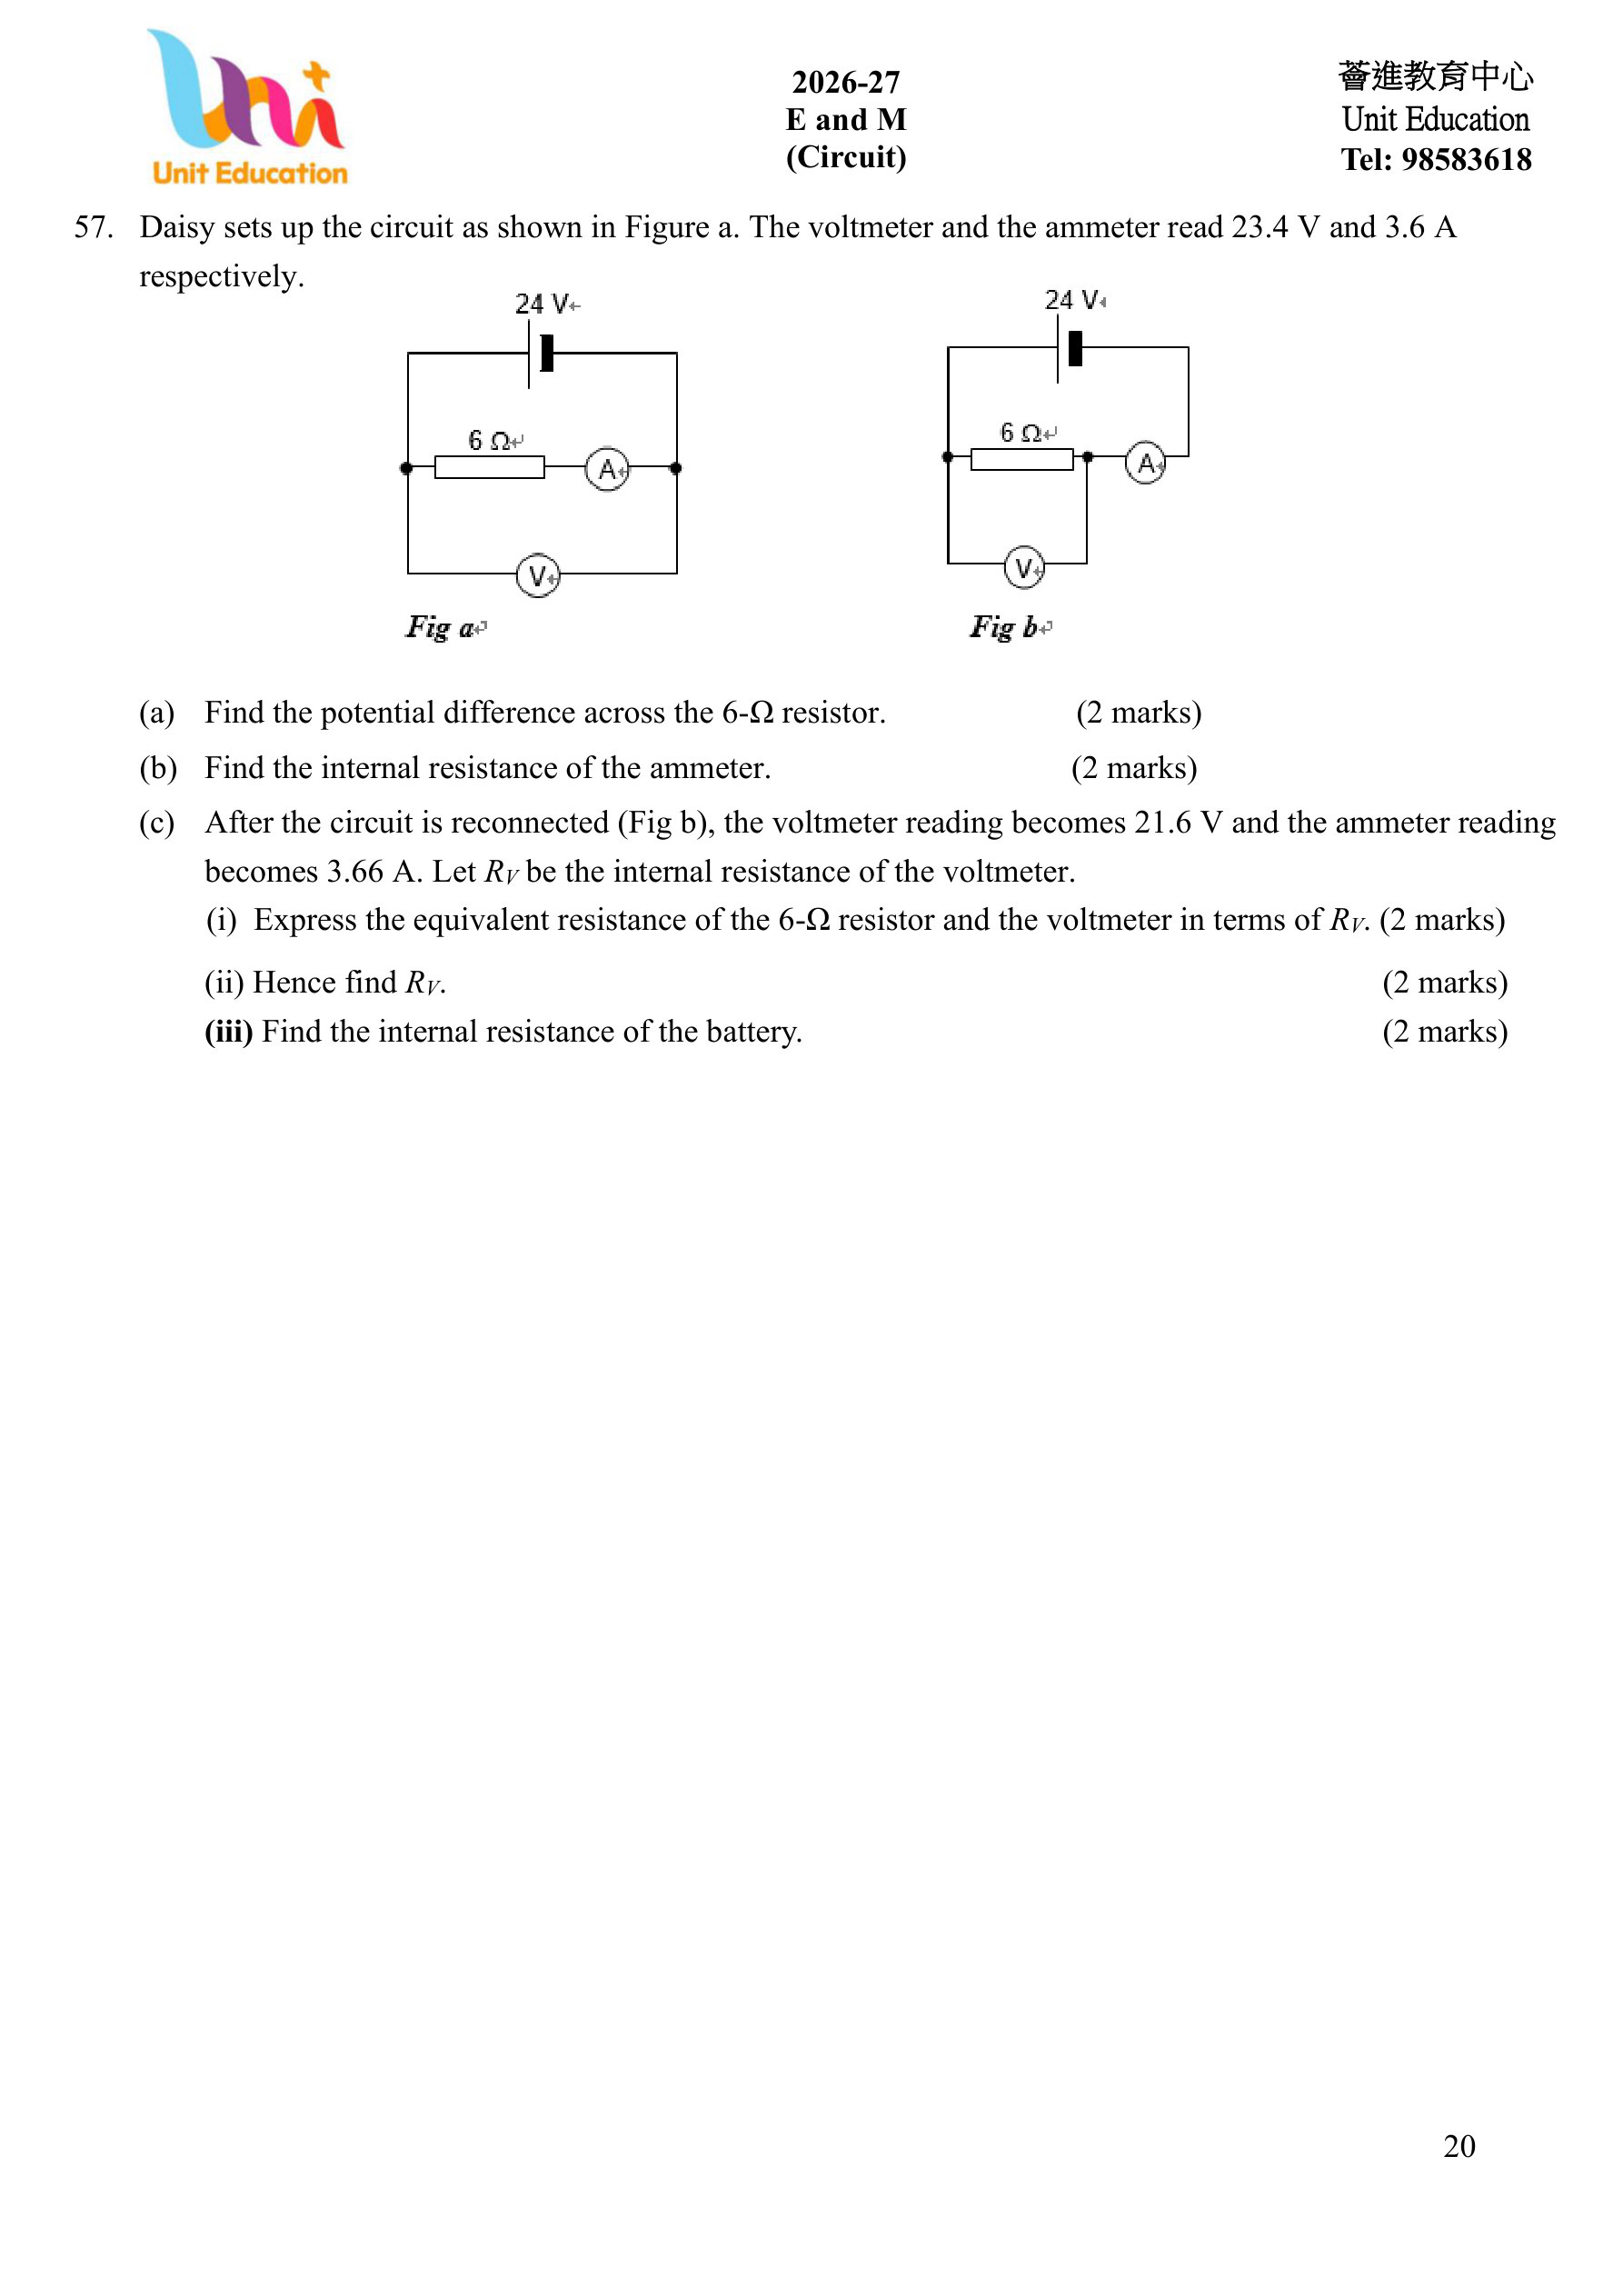 Unit Education
2026-27
E and M
(Circuit)
薈進教育中心
Unit Education
Tel: 98583618
57. Daisy sets up the circuit as shown in Figure a. The voltmeter and the ammeter read 23.4 V and 3.6 A
respectively.
24 V↵
6 Ω↵
A↵
V↵
Fig a↵
24 V↵
6 Ω↵
A↵
V↵
Fig b↵
(a) Find the potential difference across the 6-Ω resistor. (2 marks)
(b) Find the internal resistance of the ammeter. (2 marks)
(c) After the circuit is reconnected (Fig b), the voltmeter reading becomes 21.6 V and the ammeter reading
becomes 3.66 A. Let RV be the internal resistance of the voltmeter.
(i) Express the equivalent resistance of the 6-Ω resistor and the voltmeter in terms of RV. (2 marks)
(ii) Hence find RV. (2 marks)
(iii) Find the internal resistance of the battery. (2 marks)
20